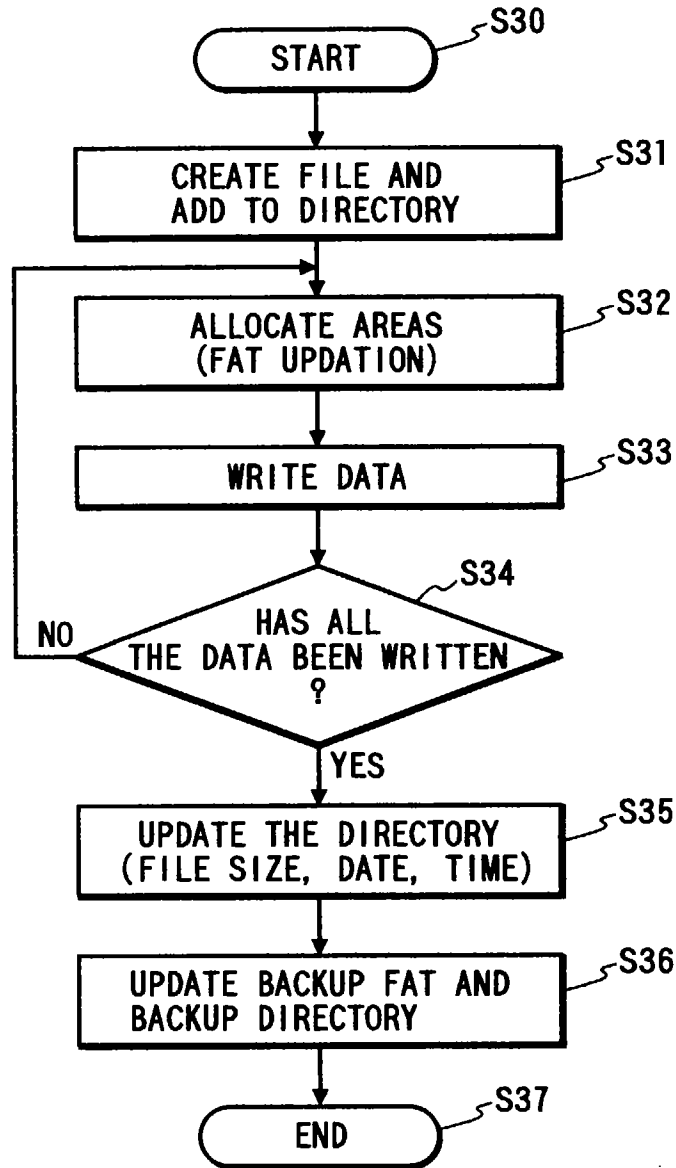 START
S30
CREATE FILE AND
ADD TO DIRECTORY
S31
ALLOCATE AREAS
(FAT UPDATION)
S32
WRITE DATA
S33
HAS ALL
THE DATA BEEN WRITTEN
?
S34
NO
YES
UPDATE THE DIRECTORY
(FILE SIZE, DATE, TIME)
S35
UPDATE BACKUP FAT AND
BACKUP DIRECTORY
S36
END
S37